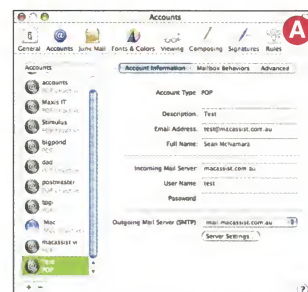 Accounts
A
General Accounts Junk Mail Fonts & Colors Viewing Composing Signatures Rules
Accounts
Account Information Mailbox Behaviors Advanced
accounts
Maxis IT
Stimulus
bigpond
POP
dad
postmaster
Mac
macassist
Test
POP
Account Type: POP
Description: Test
Email Address: test@macassist.com.au
Full Name: Sean McNamara
Incoming Mail Server: macassist.com.au
User Name: test
Password:
Outgoing Mail Server (SMTP): mail.macassist.com.au
Server Settings...
+ -
?